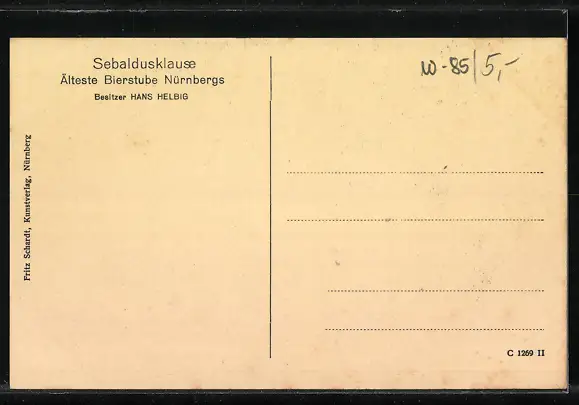 Sebaldusklause
Älteste Bierstube Nürnbergs
Besitzer HANS HELBIG
Fritz Schardt, Kunstverlag, Nürnberg
W-85/5,-
C 1269 II